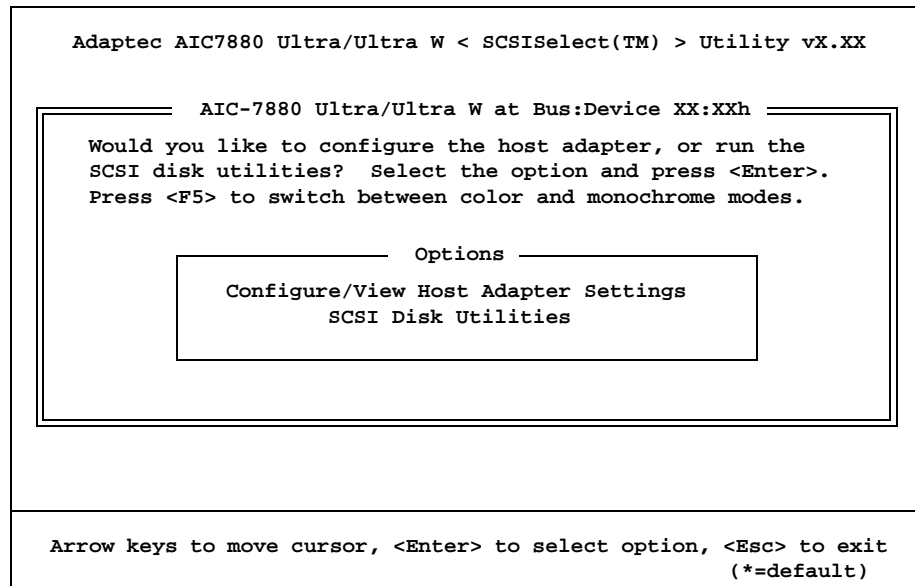 Adaptec AIC7880 Ultra/Ultra W < SCSISelect(TM) > Utility vX.XX
AIC-7880 Ultra/Ultra W at Bus:Device XX:XXh
Would you like to configure the host adapter, or run the
SCSI disk utilities?  Select the option and press <Enter>.
Press <F5> to switch between color and monochrome modes.
Options
Configure/View Host Adapter Settings
SCSI Disk Utilities
Arrow keys to move cursor, <Enter> to select option, <Esc> to exit
(*=default)